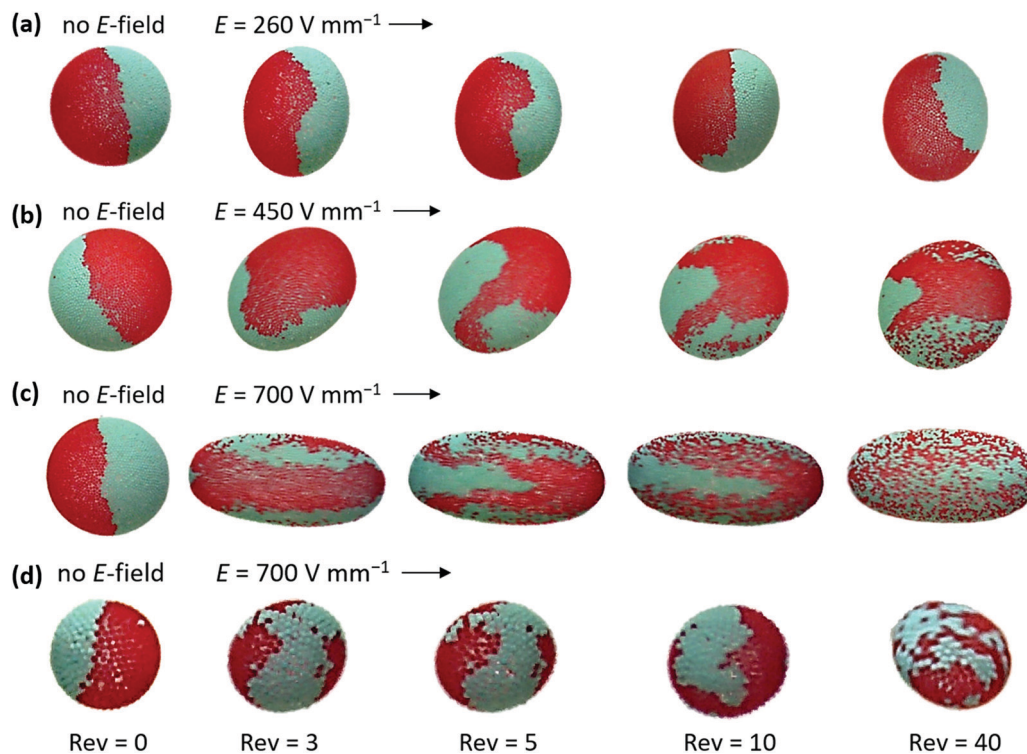 (a) no E-field E = 260 V mm⁻¹ →
(b) no E-field E = 450 V mm⁻¹ →
(c) no E-field E = 700 V mm⁻¹ →
(d) no E-field E = 700 V mm⁻¹ →
Rev = 0 Rev = 3 Rev = 5 Rev = 10 Rev = 40